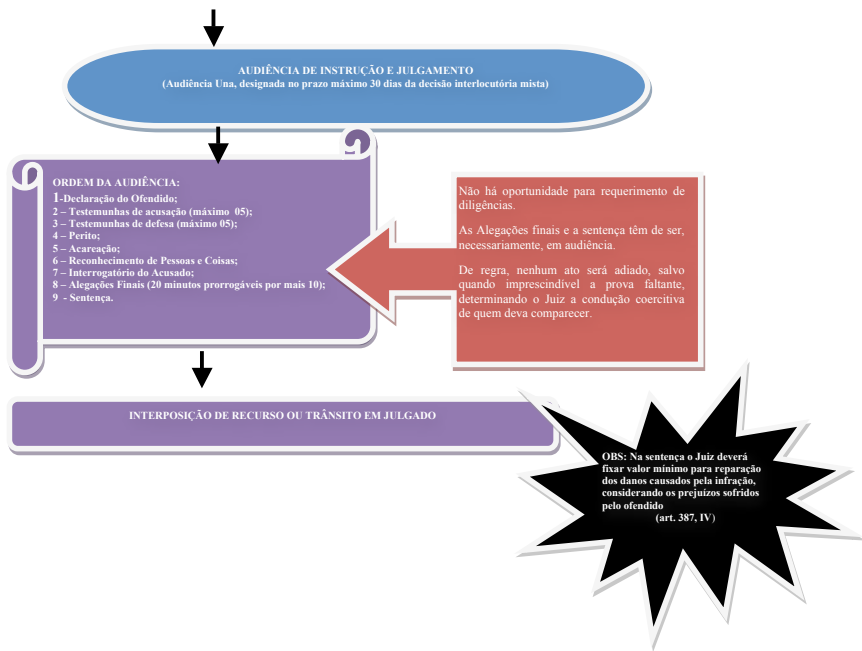 AUDIÊNCIA DE INSTRUÇÃO E JULGAMENTO
(Audiência Una, designada no prazo máximo 30 dias da decisão interlocutória mista)
ORDEM DA AUDIÊNCIA:
1-Declaração do Ofendido;
2 – Testemunhas de acusação (máximo 05);
3 – Testemunhas de defesa (máximo 05);
4 – Perito;
5 – Acareação;
6 – Reconhecimento de Pessoas e Coisas;
7 – Interrogatório do Acusado;
8 – Alegações Finais (20 minutos prorrogáveis por mais 10);
9 - Sentença.
Não há oportunidade para requerimento de
diligências.
As Alegações finais e a sentença têm de ser,
necessariamente, em audiência.
De regra, nenhum ato será adiado, salvo
quando imprescindível a prova faltante,
determinando o Juiz a condução coercitiva
de quem deva comparecer.
INTERPOSIÇÃO DE RECURSO OU TRÂNSITO EM JULGADO
OBS: Na sentença o Juiz deverá
fixar valor mínimo para reparação
dos danos causados pela infração,
considerando os prejuízos sofridos
pelo ofendido
(art. 387, IV)